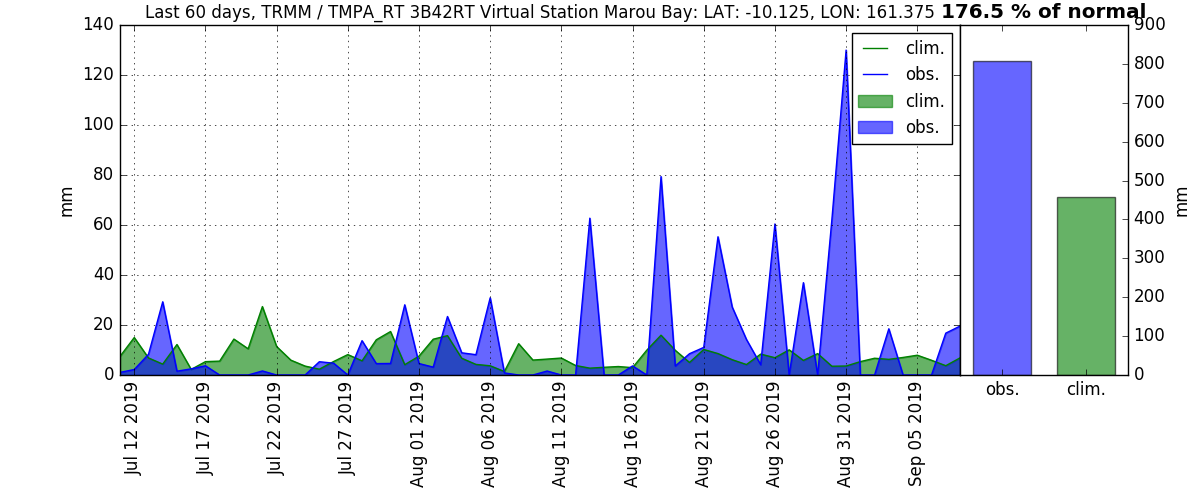 Last 60 days, TRMM / TMPA_RT 3B42RT Virtual Station Marou Bay: LAT: -10.125, LON: 161.375 176.5 % of normal
140
120
100
80
60
40
20
0
mm
clim.
obs.
clim.
obs.
Jul 12 2019
Jul 17 2019
Jul 22 2019
Jul 27 2019
Aug 01 2019
Aug 06 2019
Aug 11 2019
Aug 16 2019
Aug 21 2019
Aug 26 2019
Aug 31 2019
Sep 05 2019
900
800
700
600
500
400
300
200
100
0
mm
obs.
clim.